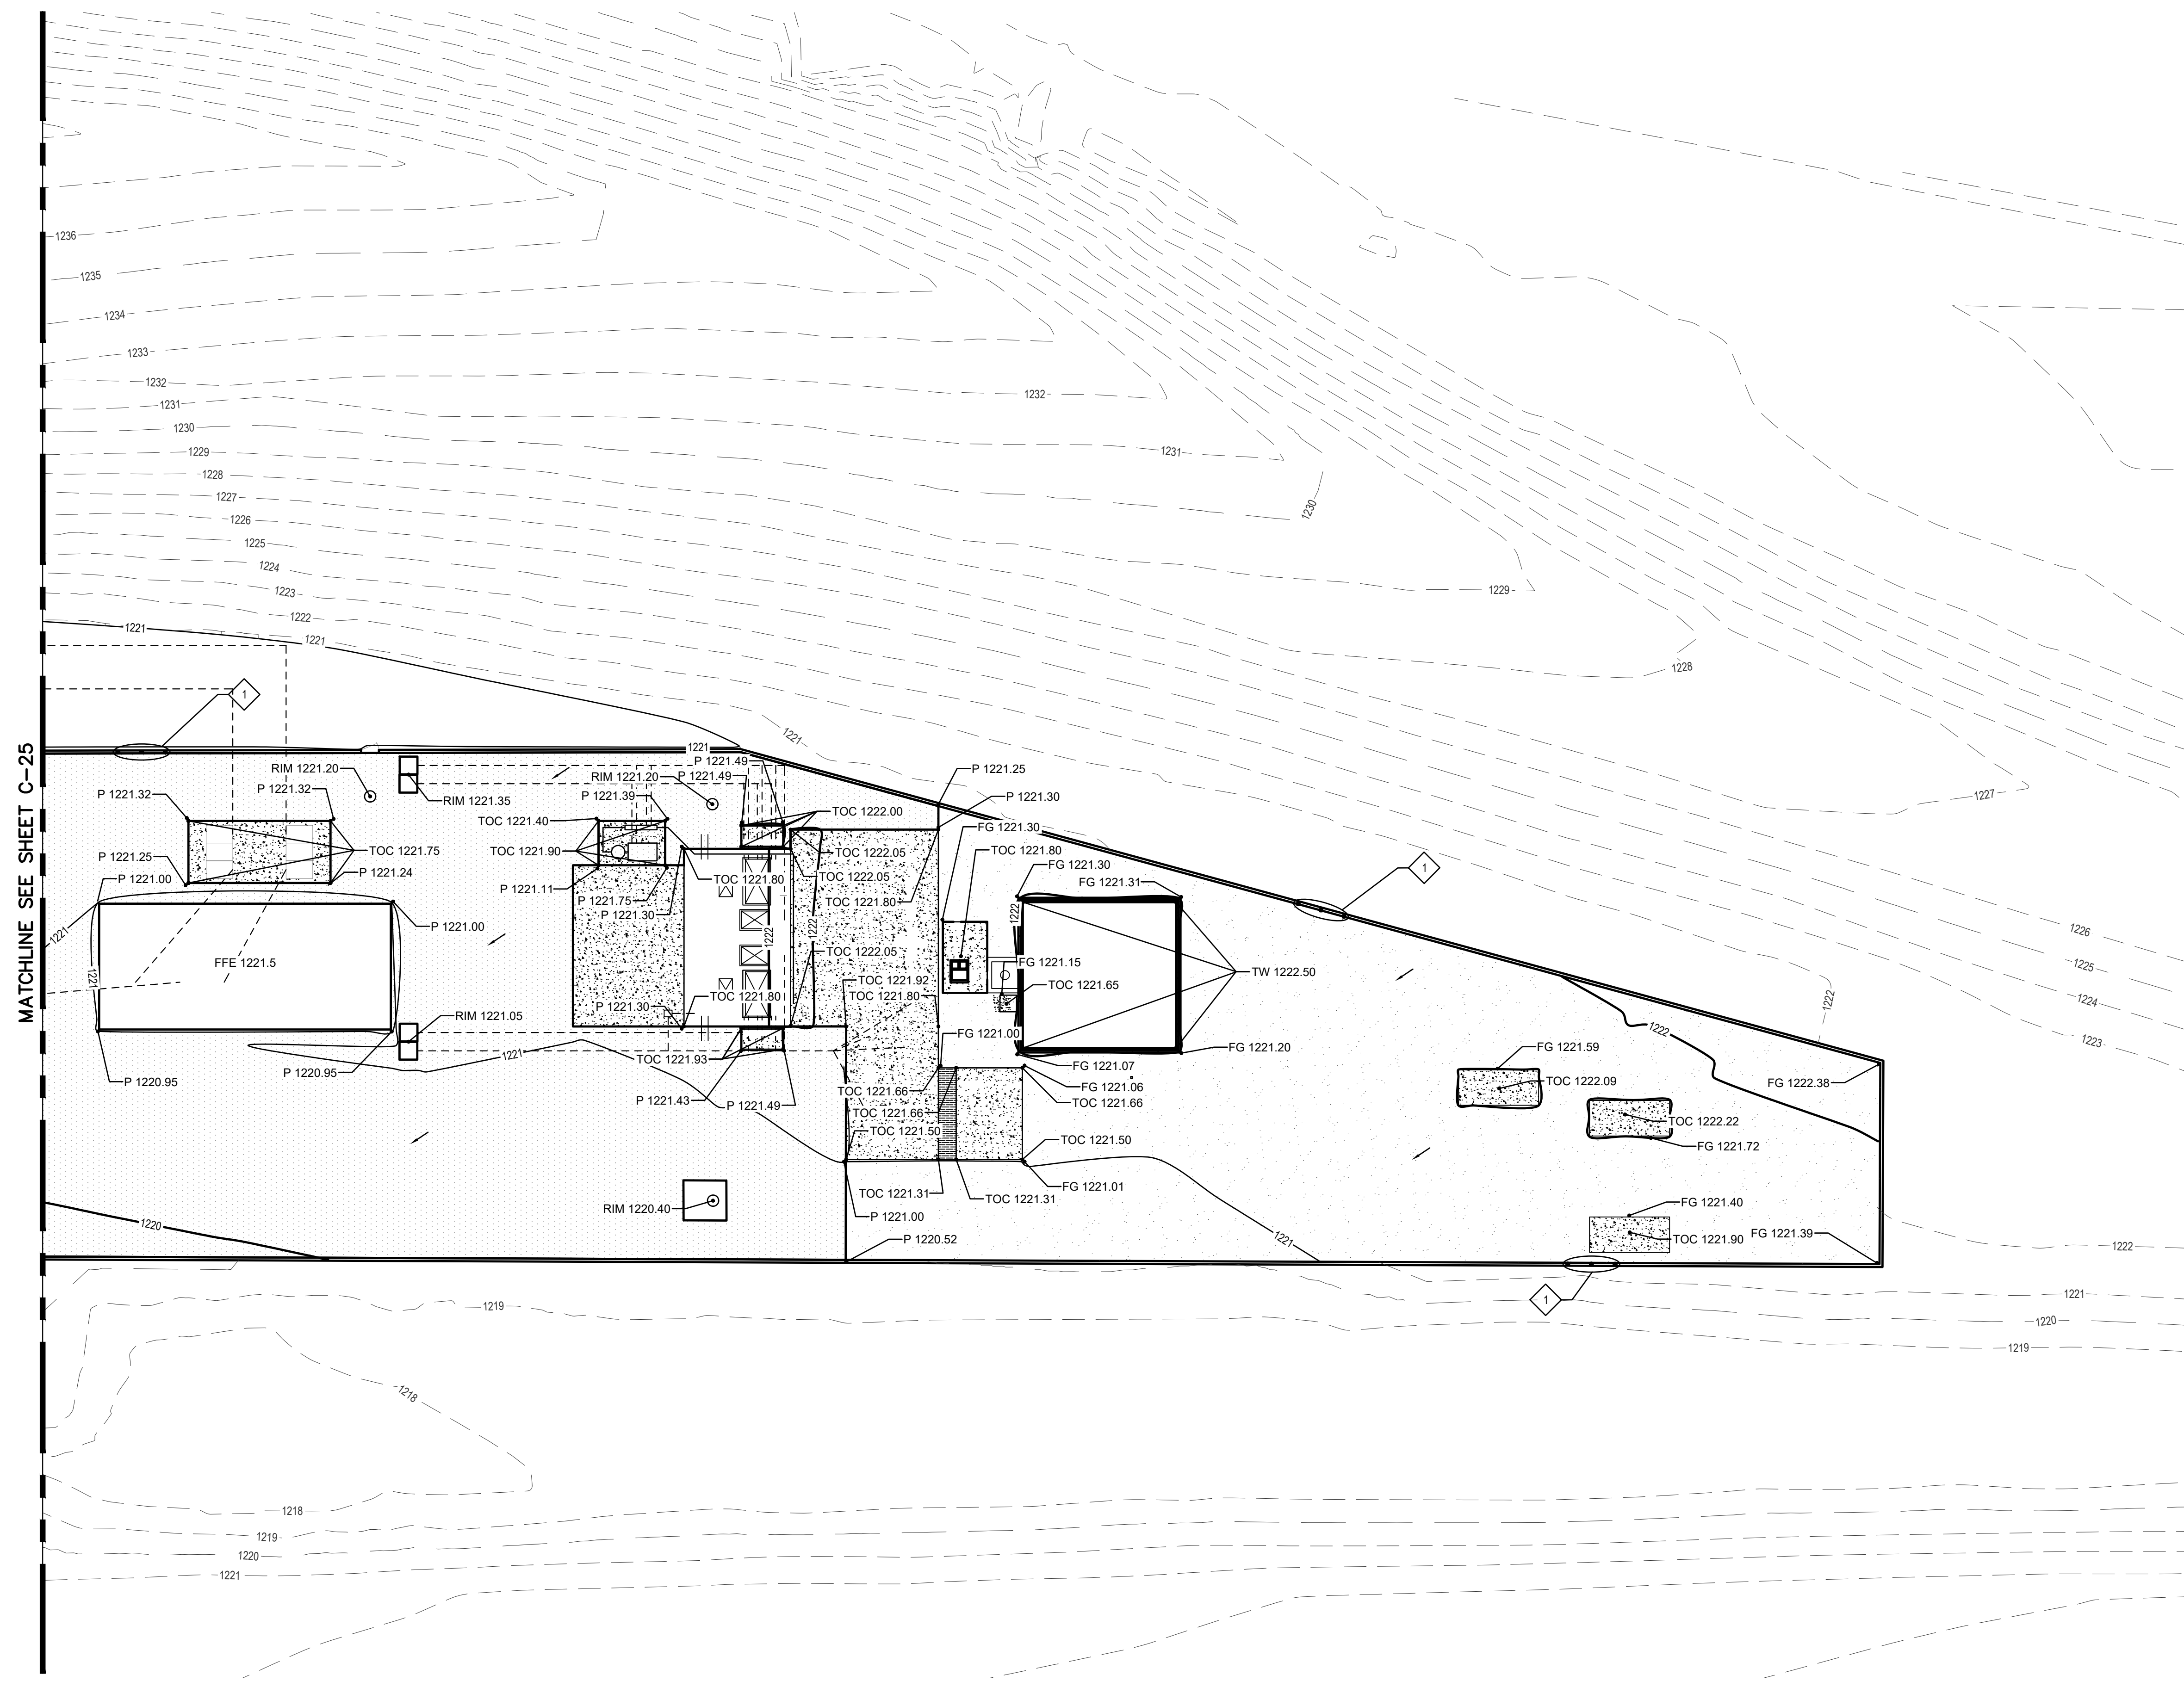 1236
1235
1234
1233
1232
1232
1231
1231
1230
1230
1229
1229
1228
1228
1227
1227
1226
1226
1225
1225
1224
1224
1223
1223
1222
1222
1221
1221
1221
1221
MATCHLINE SEE SHEET C-25
1
RIM 1221.20
P 1221.32
P 1221.32
RIM 1221.35
P 1221.25
P 1221.00
TOC 1221.75
P 1221.24
P 1221.00
1221
1221
FFE 1221.5
RIM 1221.05
P 1220.95
P 1220.95
1221
P 1221.49
P 1221.49
RIM 1221.20
P 1221.39
TOC 1221.40
TOC 1221.90
P 1221.11
P 1221.75
P 1221.30
TOC 1221.80
TOC 1222.00
TOC 1222.05
TOC 1222.05
TOC 1221.80
1222
1222
TOC 1222.05
TOC 1221.92
TOC 1221.80
TOC 1221.80
P 1221.30
TOC 1221.93
P 1221.43
P 1221.49
P 1221.25
P 1221.30
FG 1221.30
TOC 1221.80
FG 1221.30
FG 1221.31
1222
FG 1221.15
TOC 1221.65
TW 1222.50
FG 1221.00
FG 1221.07
FG 1221.20
FG 1221.06
TOC 1221.66
TOC 1221.66
TOC 1221.66
TOC 1221.50
TOC 1221.50
TOC 1221.31
TOC 1221.31
FG 1221.01
P 1221.00
P 1220.52
RIM 1220.40
1220
1
1222
1222
FG 1221.59
TOC 1222.09
TOC 1222.22
FG 1221.72
FG 1222.38
FG 1221.40
TOC 1221.90
FG 1221.39
1221
1
1222
1221
1220
1219
1219
1218
1218
1219
1220
1221